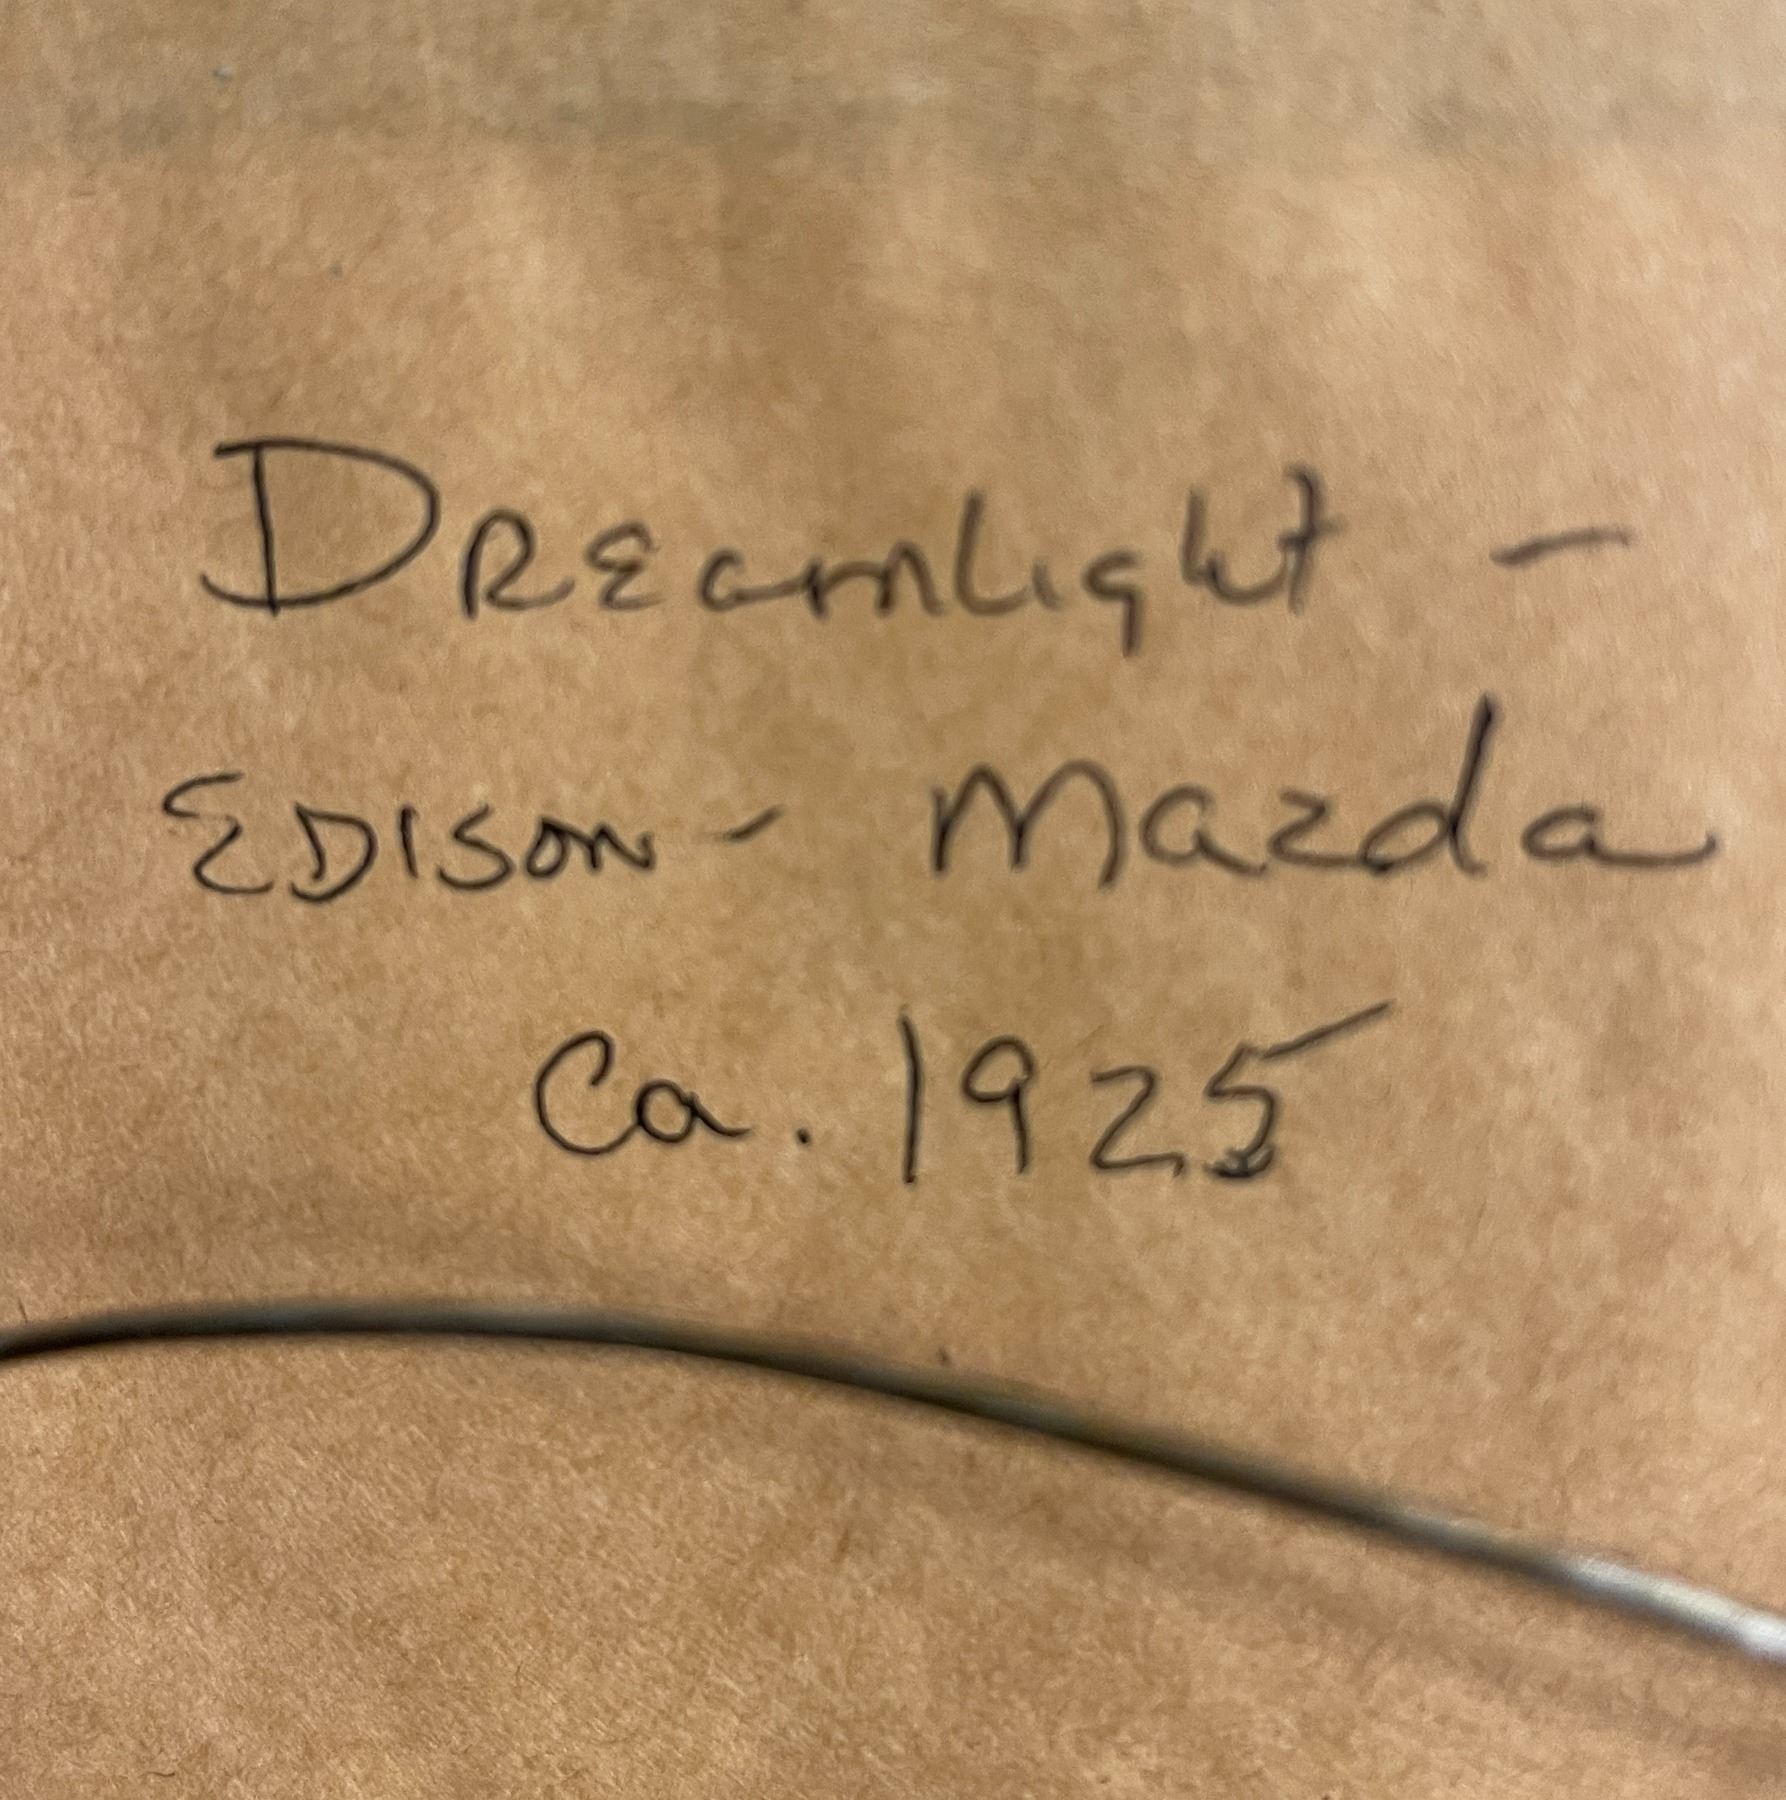 DREamLight -
EDISON - Mazda
Ca. 1925